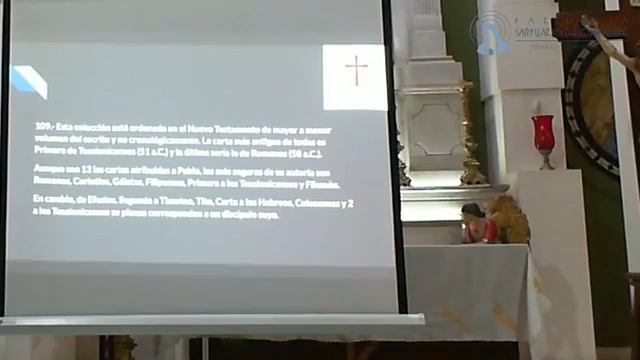 PARROQUIA
SANTUARIO DE
109.- Esta colección está ordenada en el Nuevo Testamento de mayor a menor
volumen del escrito y no cronológicamente. La carta más antigua de todas es
Primera de Tesalonicenses (51 a.C.) y la última sería la de Romanos (58 a.C.).
Aunque son 13 las cartas atribuidas a Pablo, las más seguras de su autoría son
Romanos, Corintios, Gálatas, Filipenses, Primera a los Tesalonicenses y Filemón.
En cambio, de Efesios, Segunda a Timoteo, Tito, Carta a los Hebreos, Colosenses y 2
a los Tesalonicenses se piensa corresponden a un discípulo suyo.